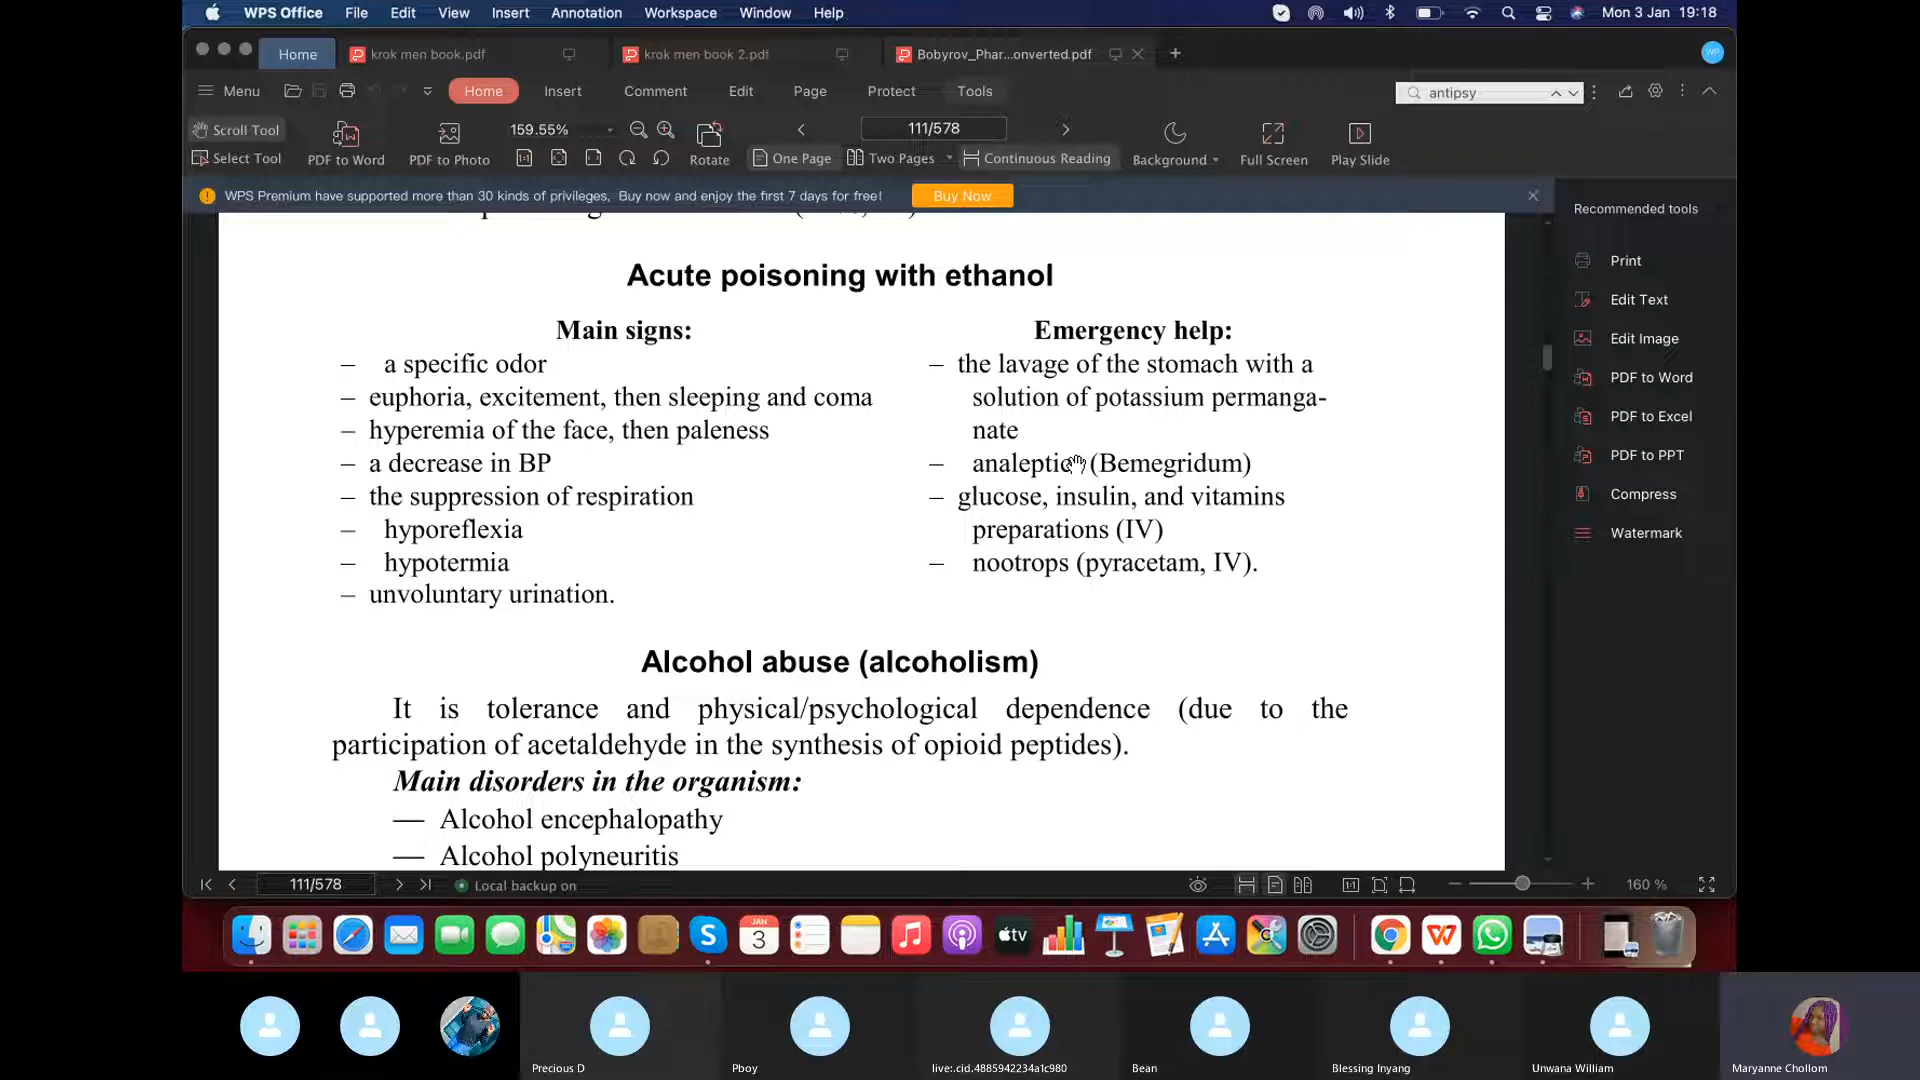 WPS Office File Edit View Insert Annotation Workspace Window Help Mon 3 Jan 19:18
Home krok men book.pdf krok men book 2.pdf Bobyrov_Phar...onverted.pdf WP
Menu Home Insert Comment Edit Page Protect Tools antipsy
Scroll Tool 159.55% 111/578
Select Tool PDF to Word PDF to Photo Rotate One Page Two Pages Continuous Reading Background Full Screen Play Slide
WPS Premium have supported more than 30 kinds of privileges, Buy now and enjoy the first 7 days for free! Buy Now
Recommended tools
Print
Edit Text
Edit Image
PDF to Word
PDF to Excel
PDF to PPT
Compress
Watermark
Acute poisoning with ethanol
Main signs:
– a specific odor
– euphoria, excitement, then sleeping and coma
– hyperemia of the face, then paleness
– a decrease in BP
– the suppression of respiration
– hyporeflexia
– hypotermia
– unvoluntary urination.
Emergency help:
– the lavage of the stomach with a
solution of potassium permanga-
nate
– (Bemegridum)
– glucose, insulin, and vitamins
preparations (IV)
– nootrops (pyracetam, IV).
Alcohol abuse (alcoholism)
It is tolerance and physical/psychological dependence (due to the
participation of acetaldehyde in the synthesis of opioid peptides).
Main disorders in the organism:
— Alcohol encephalopathy
— Alcohol polyneuritis
111/578 Local backup on 160 %
JAN
3
tv
Precious D Pboy live:.cid.4885942234a1c980 Bean Blessing Inyang Unwana William Maryanne Chollom